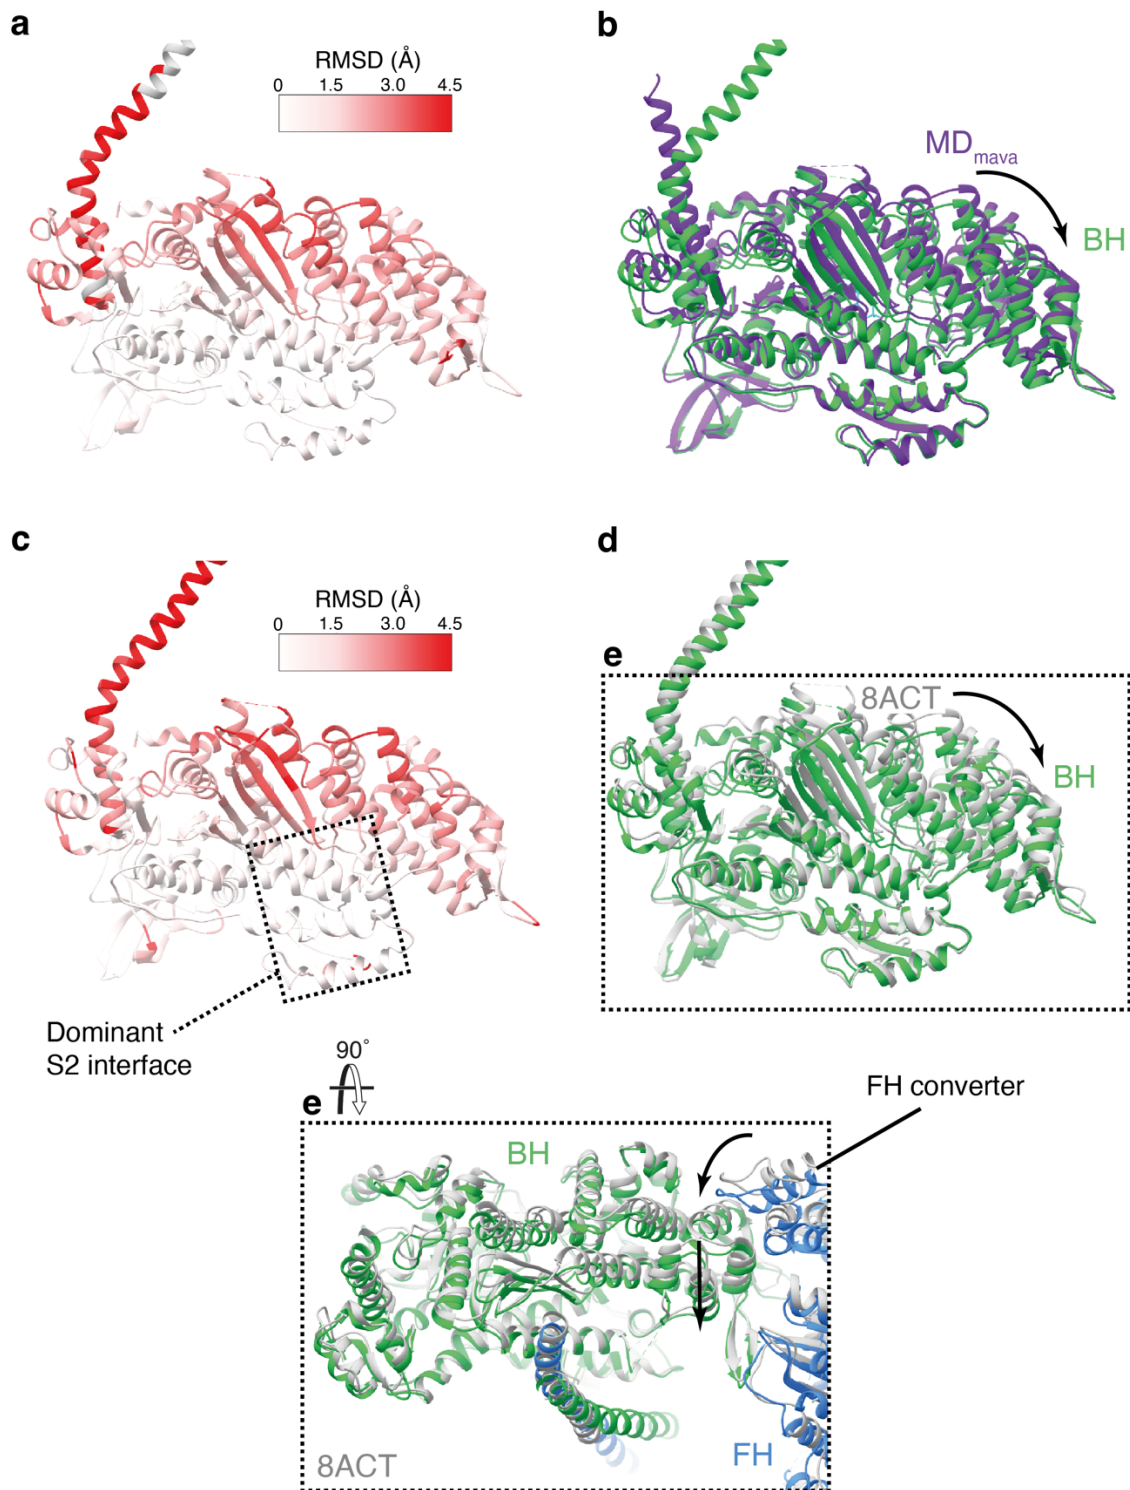 a
RMSD (Å)
0 1.5 3.0 4.5
b
MDmava
BH
c
RMSD (Å)
0 1.5 3.0 4.5
Dominant
S2 interface
d
e
8ACT
BH
90°
e
FH converter
BH
8ACT
FH